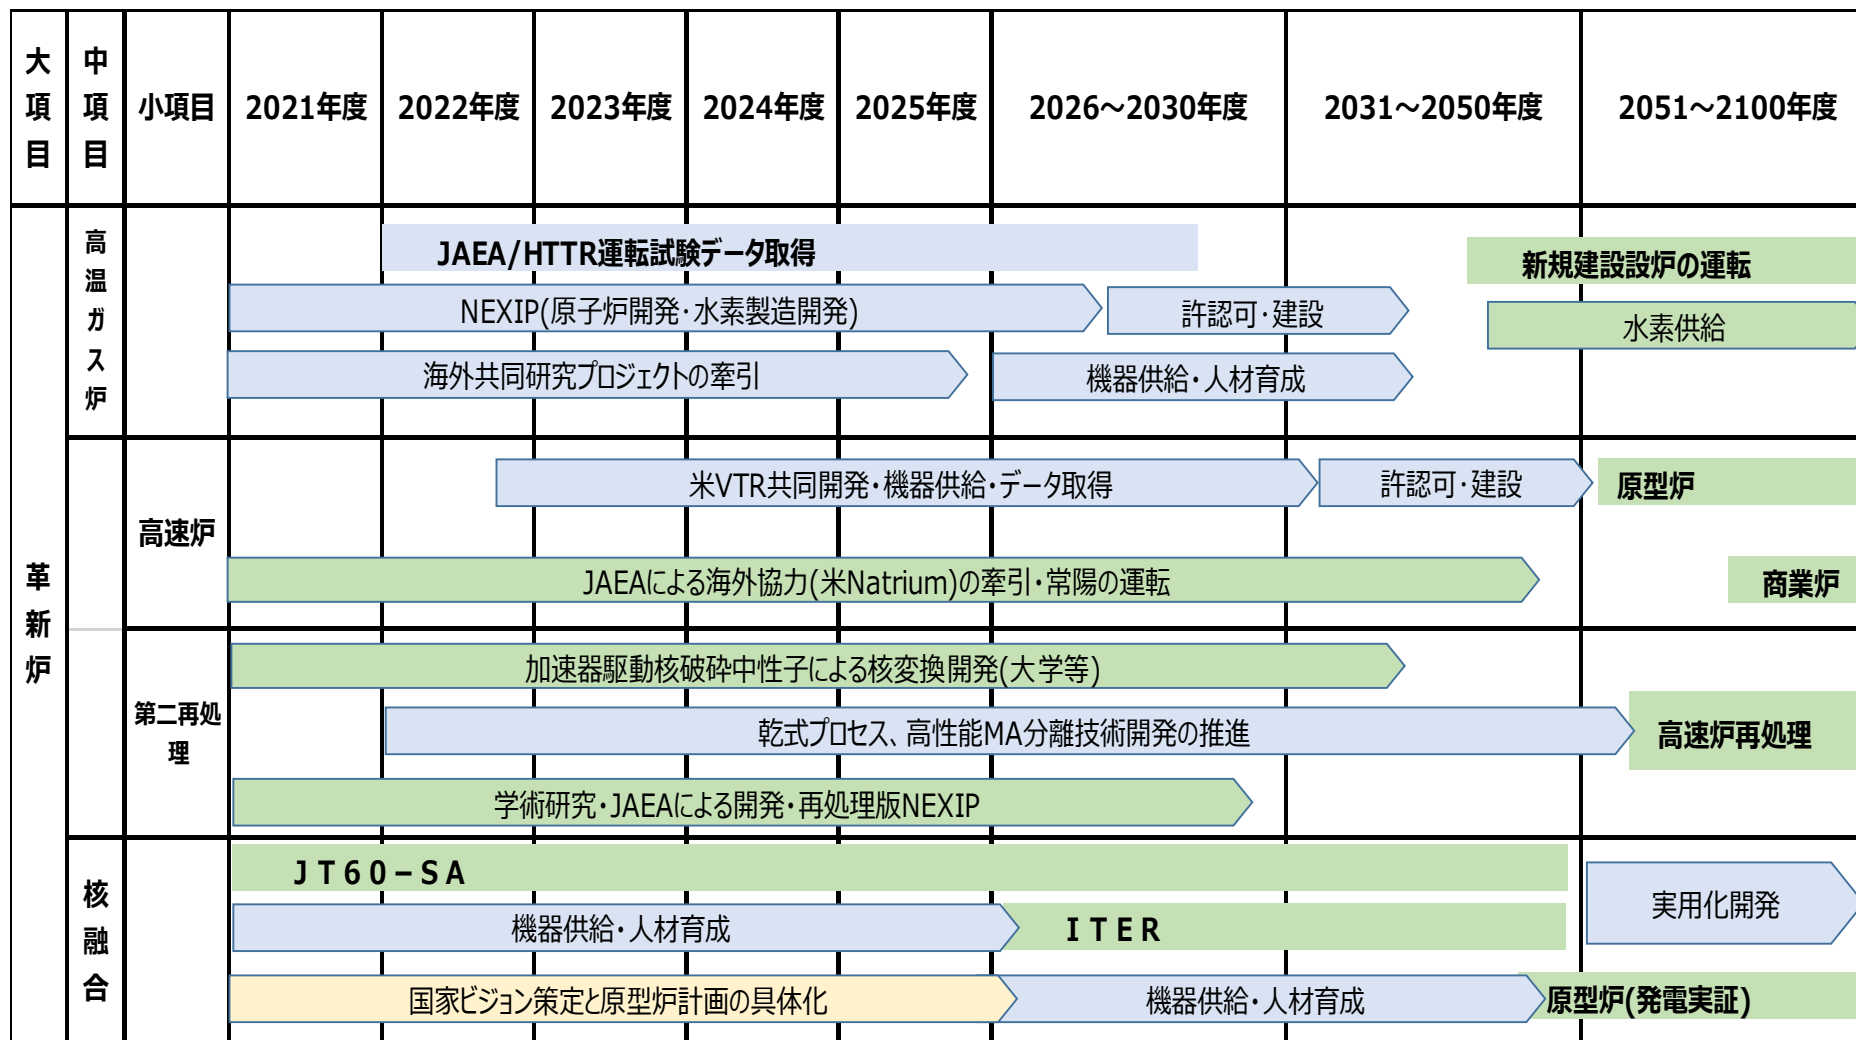 大項目
中項目
小項目
2021年度
2022年度
2023年度
2024年度
2025年度
2026～2030年度
2031～2050年度
2051～2100年度
革新炉
高温ガス炉
JAEA/HTTR運転試験データ取得
新規建設設炉の運転
NEXIP(原子炉開発･水素製造開発)
許認可･建設
水素供給
海外共同研究プロジェクトの牽引
機器供給･人材育成
高速炉
米VTR共同開発･機器供給･データ取得
許認可･建設
原型炉
JAEAによる海外協力(米Natrium)の牽引･常陽の運転
商業炉
第二再処
理
加速器駆動核破砕中性子による核変換開発(大学等)
乾式プロセス、高性能MA分離技術開発の推進
高速炉再処理
学術研究･JAEAによる開発･再処理版NEXIP
核融合
ＪＴ６０－ＳＡ
機器供給･人材育成
ＩＴＥＲ
実用化開発
国家ビジョン策定と原型炉計画の具体化
機器供給･人材育成
原型炉(発電実証)